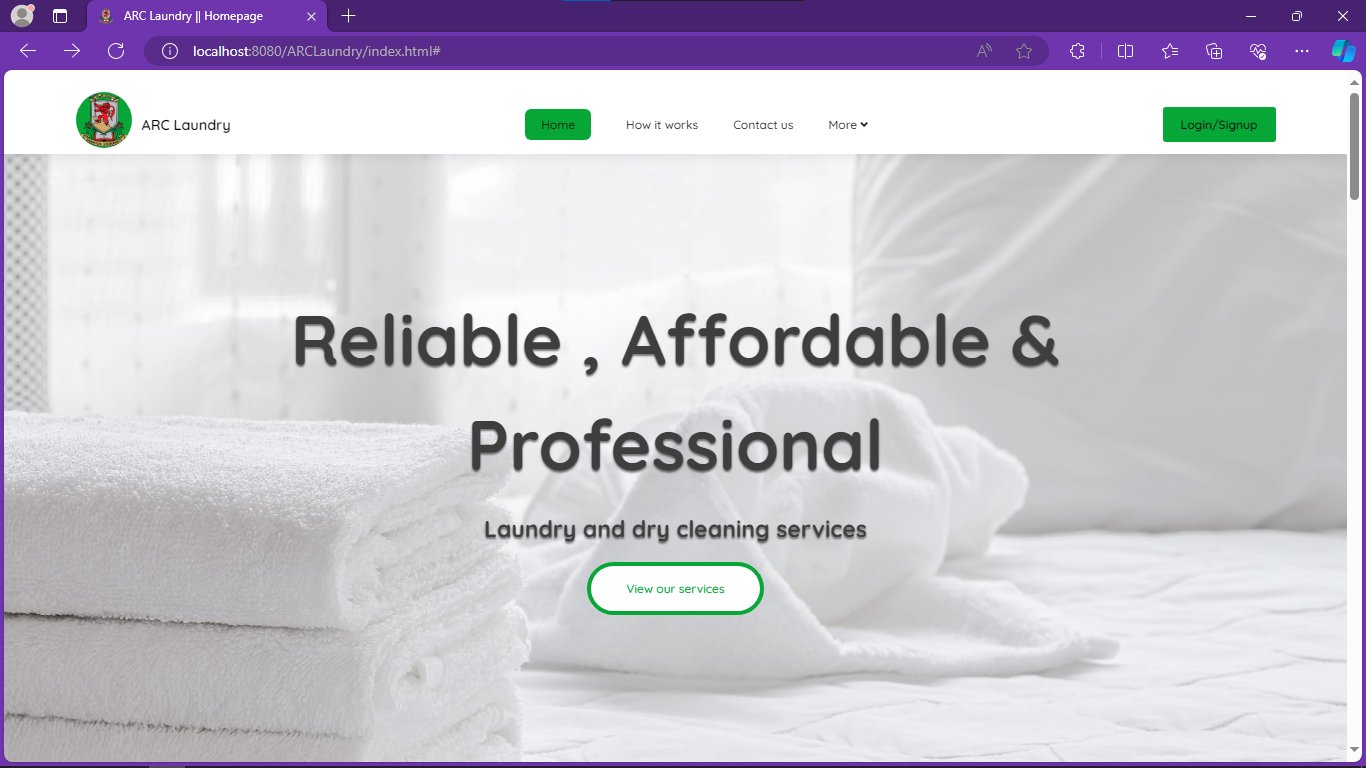 ARC Laundry || Homepage
localhost:8080/ARCLaundry/index.html#
ARC Laundry
Home
How it works
Contact us
More
Login/Signup
Reliable , Affordable &
Professional
Laundry and dry cleaning services
View our services